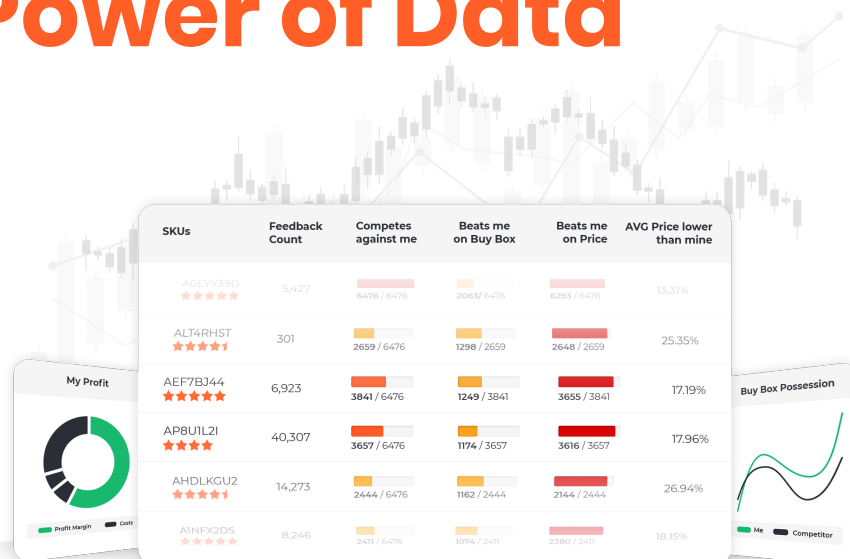 Power of Data
SKUs
Feedback
Count
Competes
against me
Beats me
on Buy Box
Beats me
on Price
AVG Price lower
than mine
A0EYY39D
5,427
6476 / 6476
2063/ 6476
6293 / 6476
13,31%
ALT4RHST
301
2659 / 6476
1298 / 2659
2648 / 2659
25.35%
AEF7BJ44
6,923
3841 / 6476
1249 / 3841
3655 / 3841
17.19%
AP8U1L2I
40,307
3657 / 6476
1174 / 3657
3616 / 3657
17.96%
AHDLKGU2
14,273
2444 / 6476
1162 / 2444
2144 / 2444
26.94%
A1NFX2D5
8,246
2411 / 6476
1074 / 2411
2380 / 2411
18.15%
My Profit
Profit Margin
Costs
Buy Box Possession
Me
Competitor